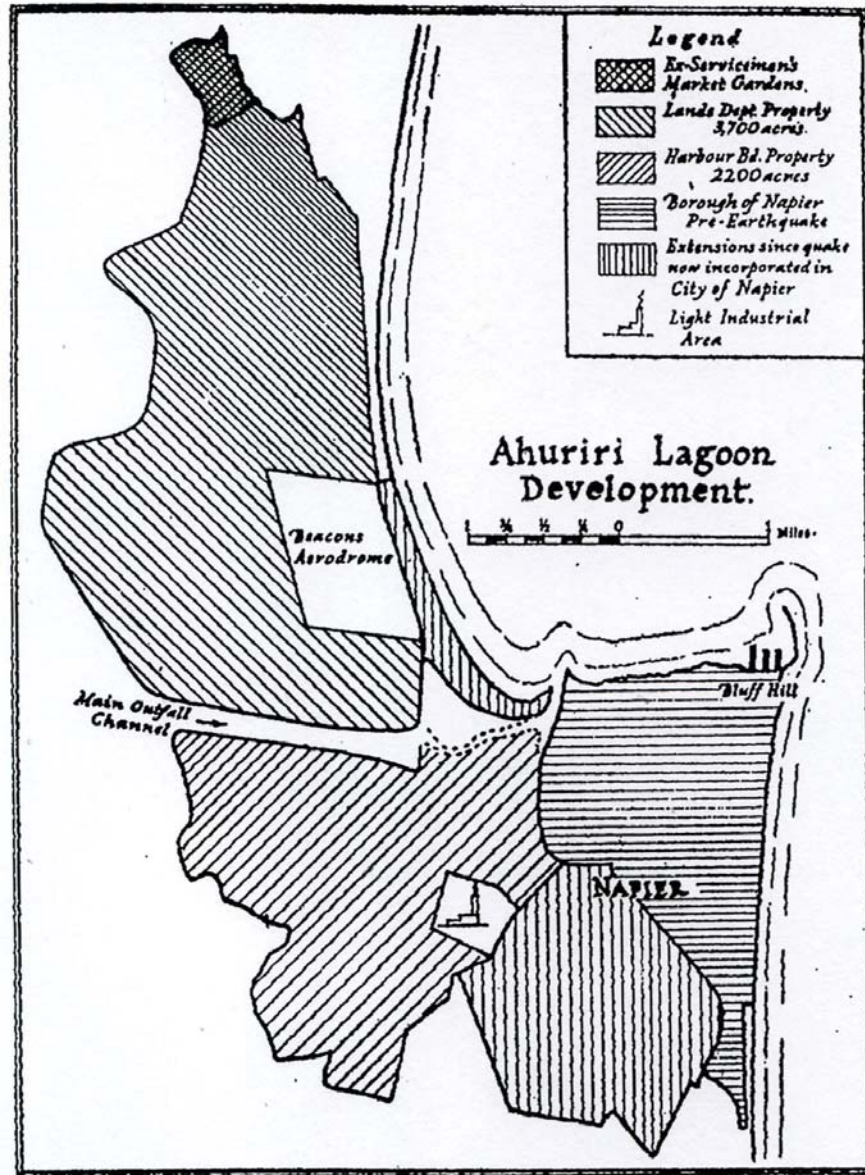 Legend
Ex-Servicemen's
Market Gardens.
Lands Dept. Property
3,700 acres.
Harbour Bd. Property
2200 acres
Borough of Napier
Pre-Earthquake
Extensions since quake
now incorporated in
City of Napier
Light Industrial
Area
Ahuriri Lagoon
Development.
1 ¾ ½ ¼ 0 1 Miles.
Beacons
Aerodrome
Main Outfall
Channel
Bluff Hill
NAPIER